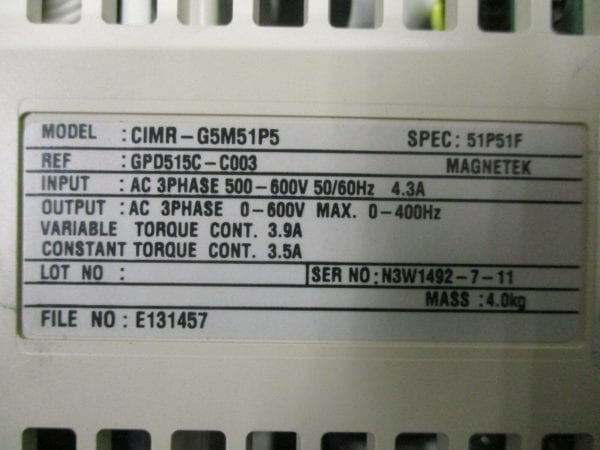 MODEL : CIMR-G5M51P5 SPEC: 51P51F
REF : GPD515C-C003 MAGNETEK
INPUT : AC 3PHASE 500-600V 50/60Hz 4.3A
OUTPUT : AC 3PHASE 0-600V MAX. 0-400Hz
VARIABLE TORQUE CONT. 3.9A
CONSTANT TORQUE CONT. 3.5A
LOT NO : SER NO: N3W1492-7-11
MASS : 4.0kg
FILE NO : E131457